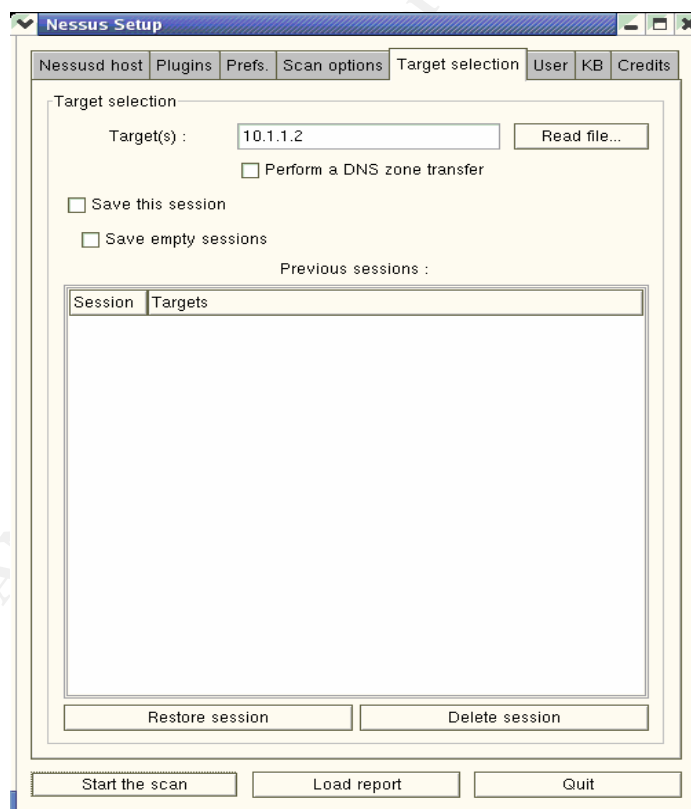 Nessus Setup
Nessusd host Plugins Prefs. Scan options Target selection User KB Credits
Target selection
Target(s) : 10.1.1.2 Read file...
Perform a DNS zone transfer
Save this session
Save empty sessions
Previous sessions :
Session Targets
Restore session Delete session
Start the scan Load report Quit